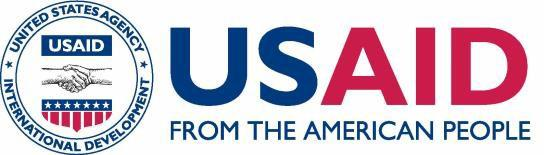 UNITED STATES AGENCY
USAID
INTERNATIONAL DEVELOPMENT
USAID
FROM THE AMERICAN PEOPLE